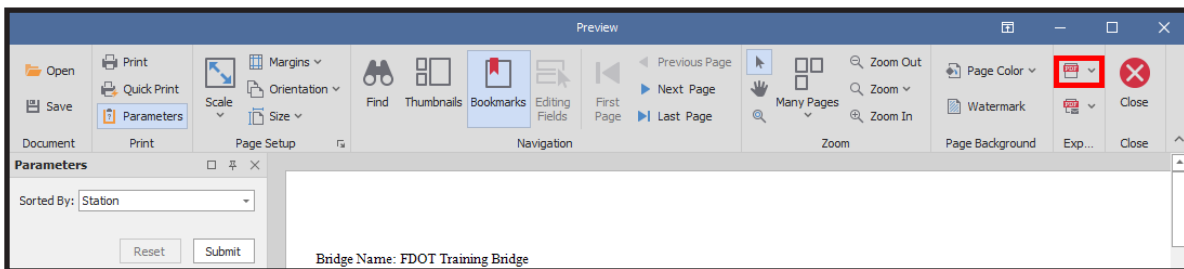 Preview
Open
Save
Document
Print
Quick Print
Parameters
Print
Scale
Margins
Orientation
Size
Page Setup
Find
Thumbnails
Bookmarks
Editing
Fields
First
Page
Previous Page
Next Page
Last Page
Navigation
Many Pages
Zoom Out
Zoom
Zoom In
Zoom
Page Color
Watermark
Page Background
PDF
PDF
Exp...
Close
Close
Parameters
Sorted By: Station
Reset Submit
Bridge Name: FDOT Training Bridge